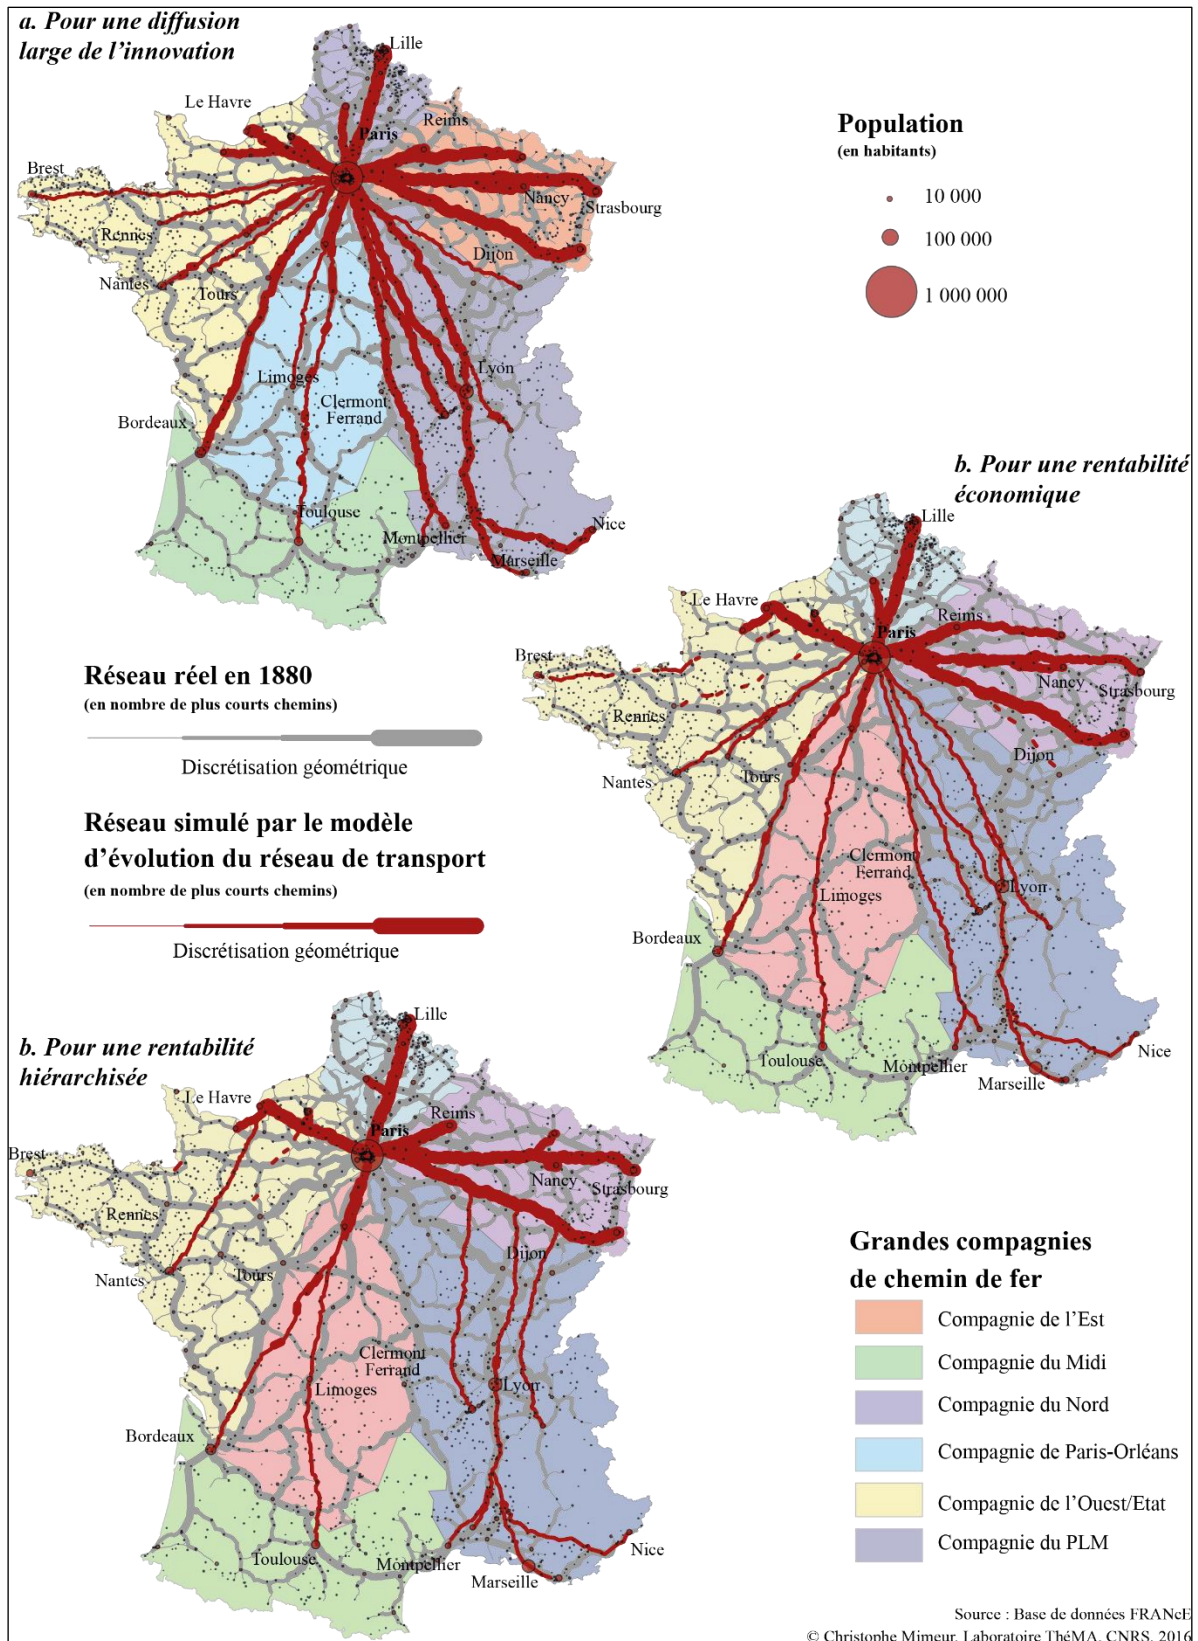 a. Pour une diffusion
large de l'innovation
Lille
Le Havre
Reims
Paris
Brest
Nancy
Strasbourg
Rennes
Dijon
Nantes
Tours
Lyon
Limoges
Clermont
Ferrand
Bordeaux
Toulouse
Nice
Montpellier
Marseille
Population
(en habitants)
10 000
100 000
1 000 000
b. Pour une rentabilité
économique
Lille
Le Havre
Reims
Paris
Brest
Nancy
Strasbourg
Rennes
Dijon
Nantes
Tours
Clermont
Ferrand
Lyon
Limoges
Bordeaux
Toulouse
Montpellier
Nice
Marseille
Réseau réel en 1880
(en nombre de plus courts chemins)
Discrétisation géométrique
Réseau simulé par le modèle
d'évolution du réseau de transport
(en nombre de plus courts chemins)
Discrétisation géométrique
b. Pour une rentabilité
hiérarchisée
Lille
Le Havre
Reims
Paris
Brest
Nancy
Strasbourg
Rennes
Dijon
Nantes
Tours
Clermont
Ferrand
Lyon
Limoges
Bordeaux
Toulouse
Montpellier
Nice
Marseille
Grandes compagnies
de chemin de fer
Compagnie de l'Est
Compagnie du Midi
Compagnie du Nord
Compagnie de Paris-Orléans
Compagnie de l'Ouest/Etat
Compagnie du PLM
Source : Base de données FRANcE
© Christophe Mimeur, Laboratoire ThéMA, CNRS, 2016